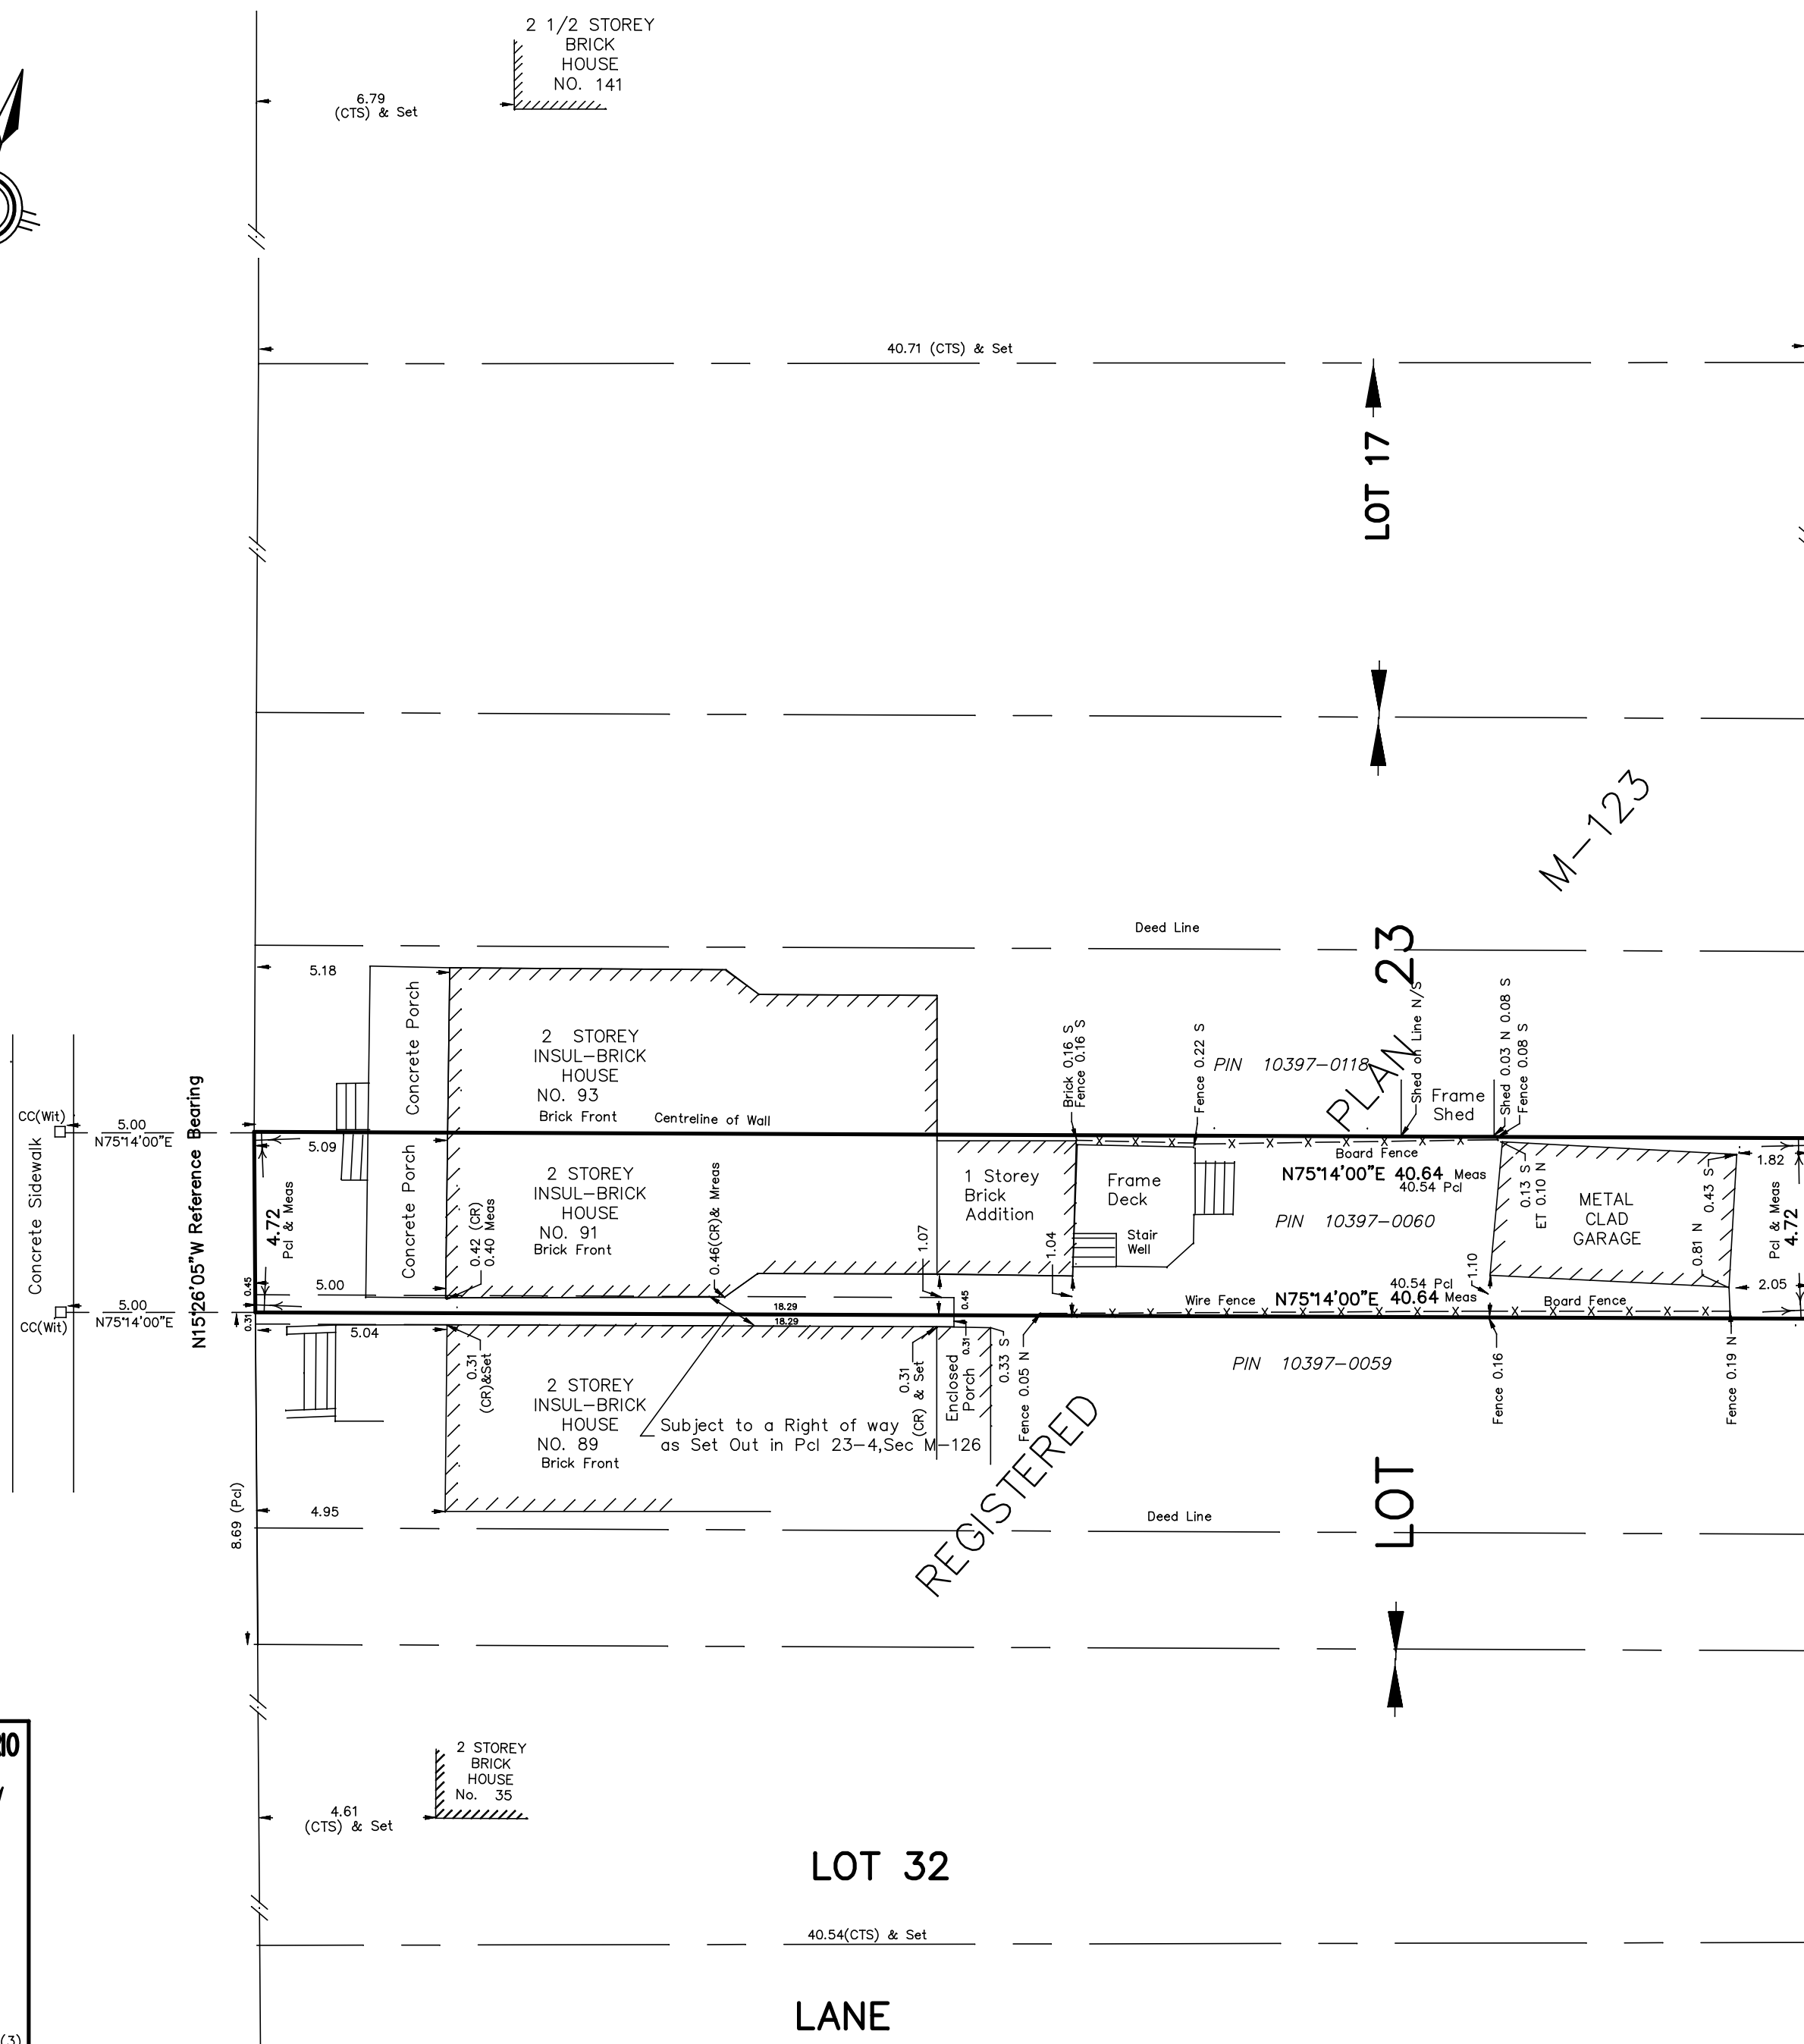 2 1/2 STOREY
BRICK
HOUSE
NO. 141
6.79
(CTS) & Set
40.71 (CTS) & Set
LOT 17
M-123
Deed Line
23
PLAN
5.18
Concrete Porch
2 STOREY
INSUL-BRICK
HOUSE
NO. 93
Brick Front
Centreline of Wall
Brick 0.16 S
Fence 0.16 S
Fence 0.22 S
PIN 10397-0118
Shed on Line N/S
Frame
Shed
Shed 0.03 N 0.08 S
Fence 0.08 S
CC(Wit)
5.00
N75°14'00"E
Concrete Sidewalk
N15°26'05"W Reference Bearing
5.09
4.72
Pcl & Meas
Concrete Porch
2 STOREY
INSUL-BRICK
HOUSE
NO. 91
Brick Front
0.42 (CR)
0.40 Meas
0.46(CR)& Mreas
1 Storey
Brick
Addition
Frame
Deck
Stair
Well
1.07
1.04
Board Fence
N75°14'00"E 40.64 Meas
40.54 Pcl
PIN 10397-0060
0.13 S
ET 0.10 N
METAL
CLAD
GARAGE
0.43 S
0.81 N
1.82
Pcl & Meas
4.72
2.05
1.10
40.54 Pcl
Wire Fence N75°14'00"E 40.64 Meas
Board Fence
5.00
0.45
0.31
18.29
18.29
0.45
0.31
5.00
N75°14'00"E
CC(Wit)
5.04
0.31
(CR)&Set
0.31
(CR) & Set
Enclosed
Porch
0.33 S
Fence 0.05 N
PIN 10397-0059
Fence 0.16
Fence 0.19 N
2 STOREY
INSUL-BRICK
HOUSE
NO. 89
Brick Front
Subject to a Right of way
as Set Out in Pcl 23-4,Sec M-126
REGISTERED
LOT
4.95
8.69 (Pcl)
Deed Line
2 STOREY
BRICK
HOUSE
No. 35
4.61
(CTS) & Set
LOT 32
40.54(CTS) & Set
LANE
(3)